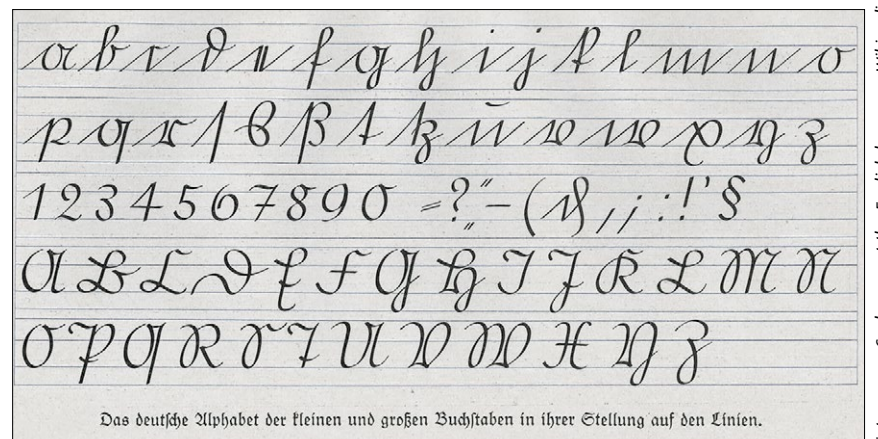 a b c d e f g h i j k l m n o
p q r ſ s ß t tz ŭ v w x y z
1 2 3 4 5 6 7 8 9 0 = ? „“ – ( & , ; : ! ' §
A B C D E F G H I J K L M N
O P Q R S T U V W X Y Z
Das deutſche Alphabet der kleinen und großen Buchſtaben in ihrer Stellung auf den Linien.